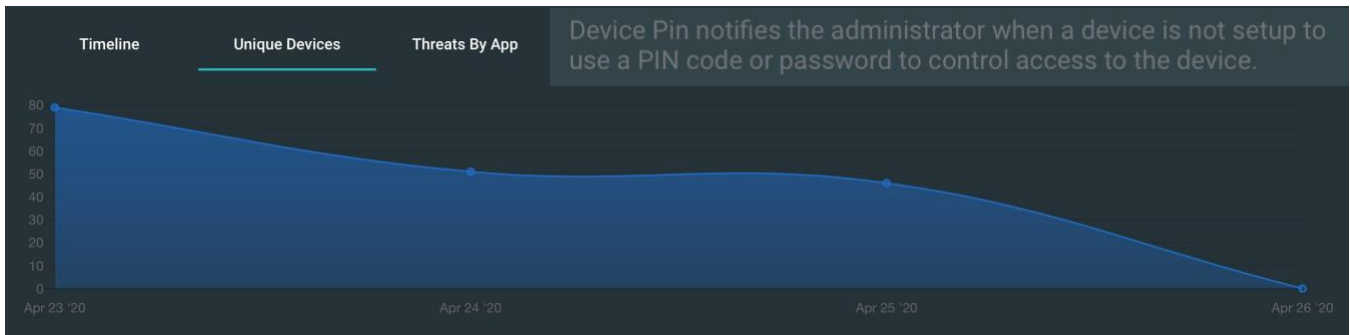 Timeline
Unique Devices
Threats By App
Device Pin notifies the administrator when a device is not setup to
use a PIN code or password to control access to the device.
80
70
60
50
40
30
20
10
0
Apr 23 '20
Apr 24 '20
Apr 25 '20
Apr 26 '20